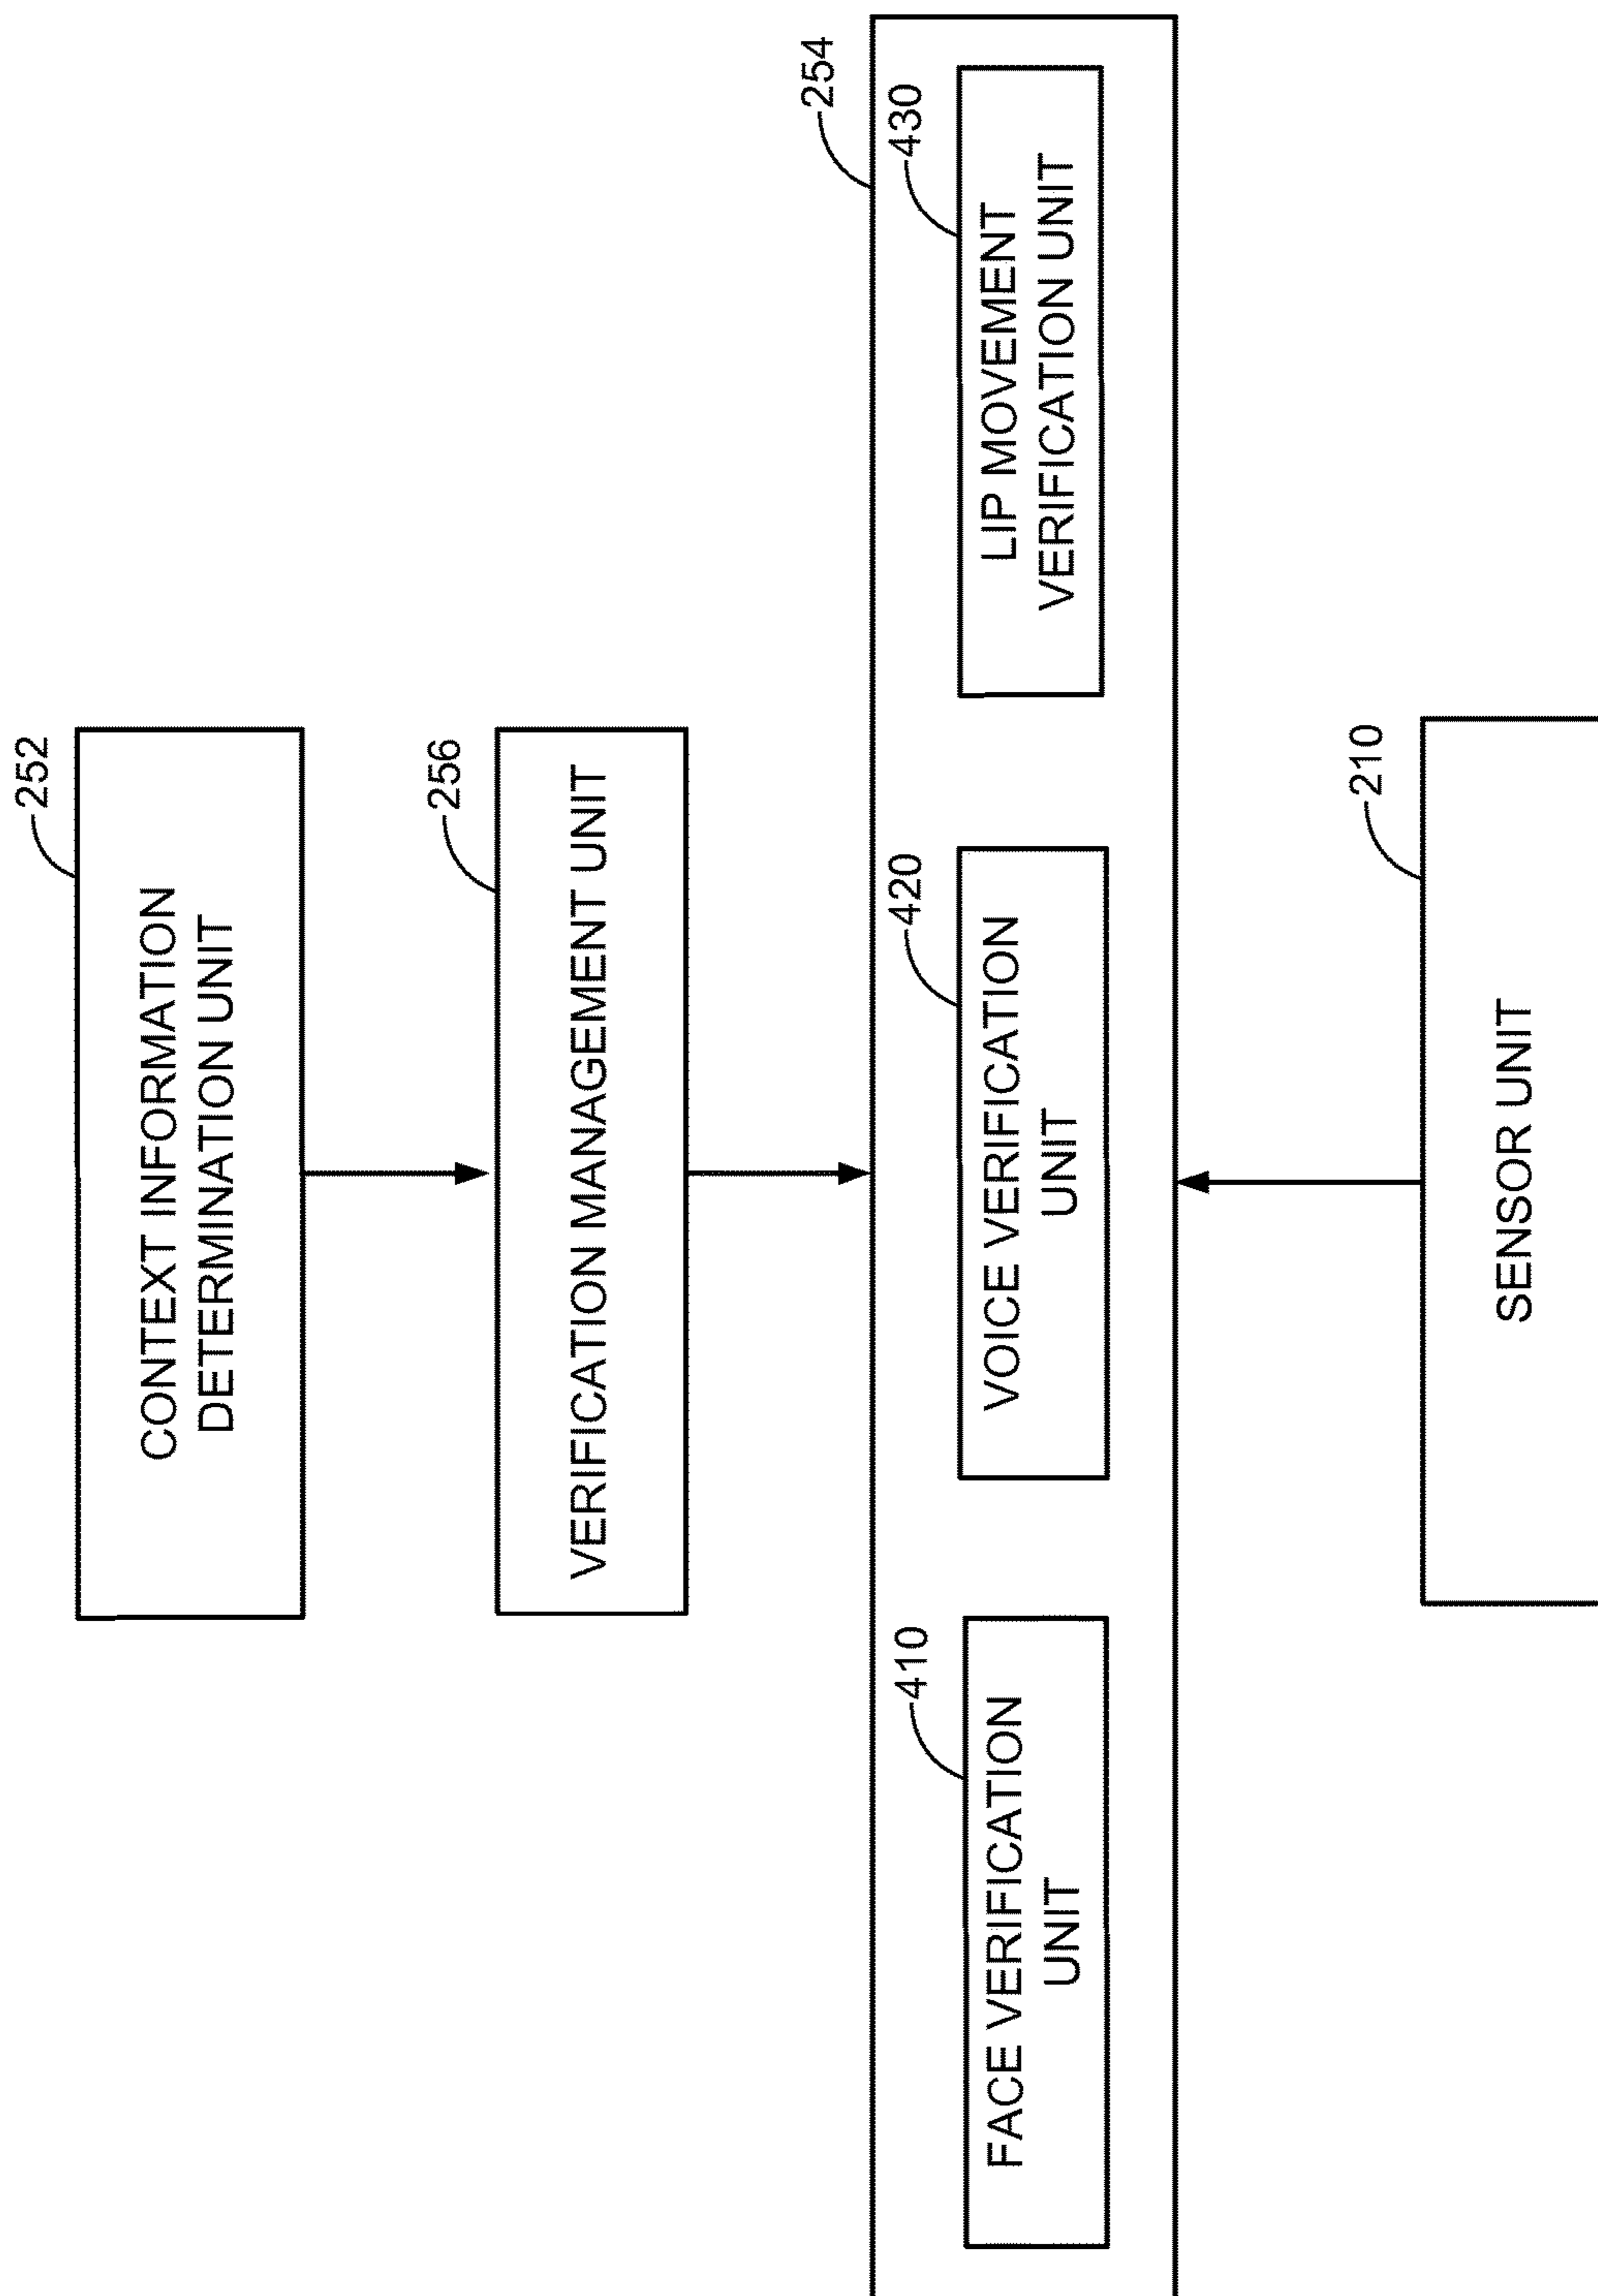 252
CONTEXT INFORMATION
DETERMINATION UNIT
256
VERIFICATION MANAGEMENT UNIT
254
410
FACE VERIFICATION
UNIT
420
VOICE VERIFICATION
UNIT
430
LIP MOVEMENT
VERIFICATION UNIT
210
SENSOR UNIT